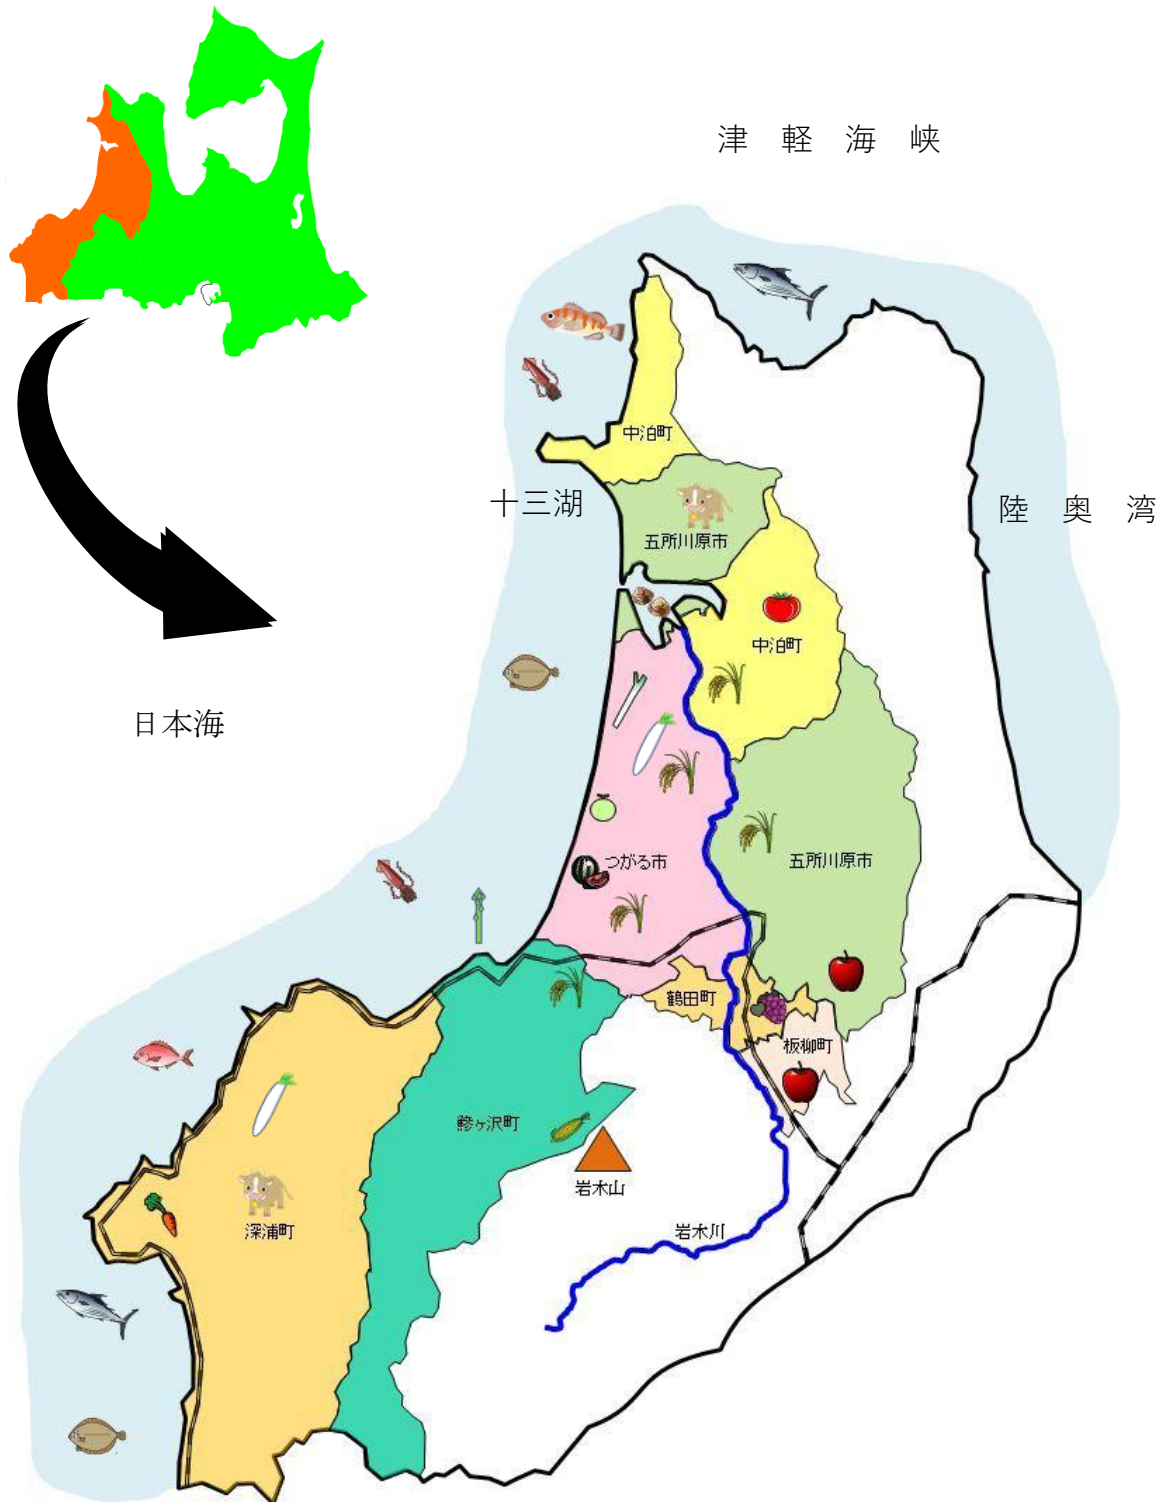 津軽海峡
中泊町
十三湖
陸奥湾
五所川原市
中泊町
日本海
つがる市
五所川原市
鶴田町
板柳町
鰺ヶ沢町
岩木山
深浦町
岩木川